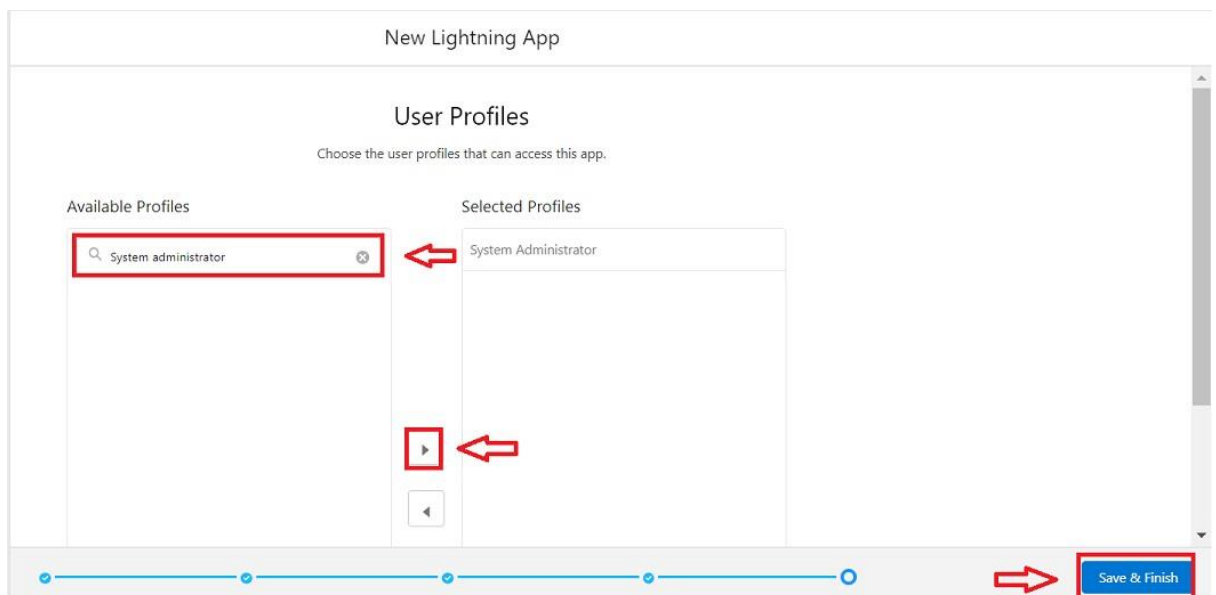 New Lightning App
User Profiles
Choose the user profiles that can access this app.
Available Profiles
Selected Profiles
System administrator
System Administrator
Save & Finish